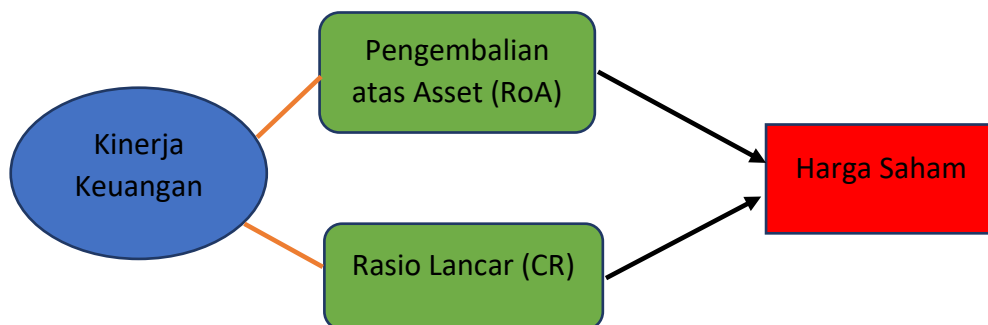 Pengembalian
atas Asset (RoA)
Kinerja
Keuangan
Harga Saham
Rasio Lancar (CR)